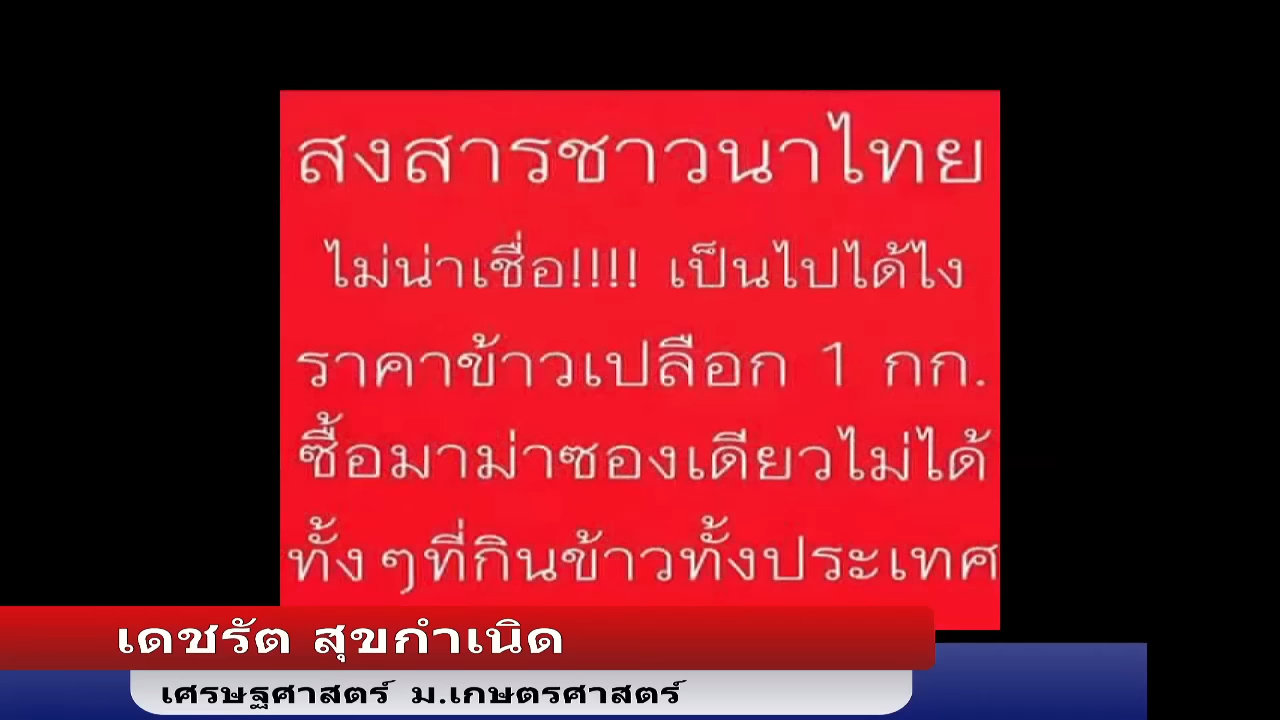 สงสารชาวนาไทย
ไม่น่าเชื่อ!!!! เป็นไปได้ไง
ราคาข้าวเปลือก 1 กก.
ซื้อมาม่าซองเดียวไม่ได้
ทั้งๆที่กินข้าวทั้งประเทศ
เดชรัต สุขกำเนิด
เศรษฐศาสตร์ ม.เกษตรศาสตร์